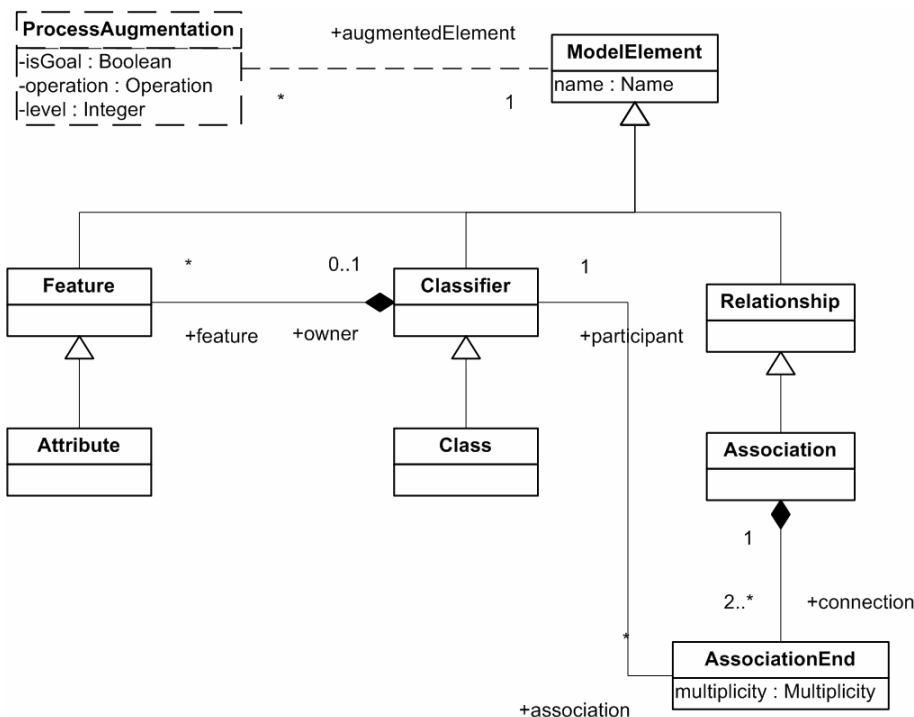 ProcessAugmentation
-isGoal : Boolean
-operation : Operation
-level : Integer
+augmentedElement
*
1
ModelElement
name : Name
Feature
*
0..1
Classifier
1
Relationship
+feature
+owner
+participant
Attribute
Class
Association
1
2..*
+connection
*
AssociationEnd
multiplicity : Multiplicity
+association